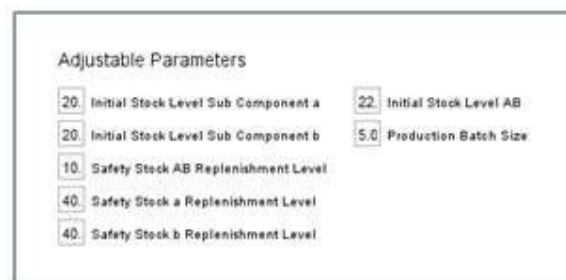 Adjustable Parameters
20. Initial Stock Level Sub Component a
22. Initial Stock Level AB
20. Initial Stock Level Sub Component b
5.0 Production Batch Size
10. Safety Stock AB Replenishment Level
40. Safety Stock a Replenishment Level
40. Safety Stock b Replenishment Level